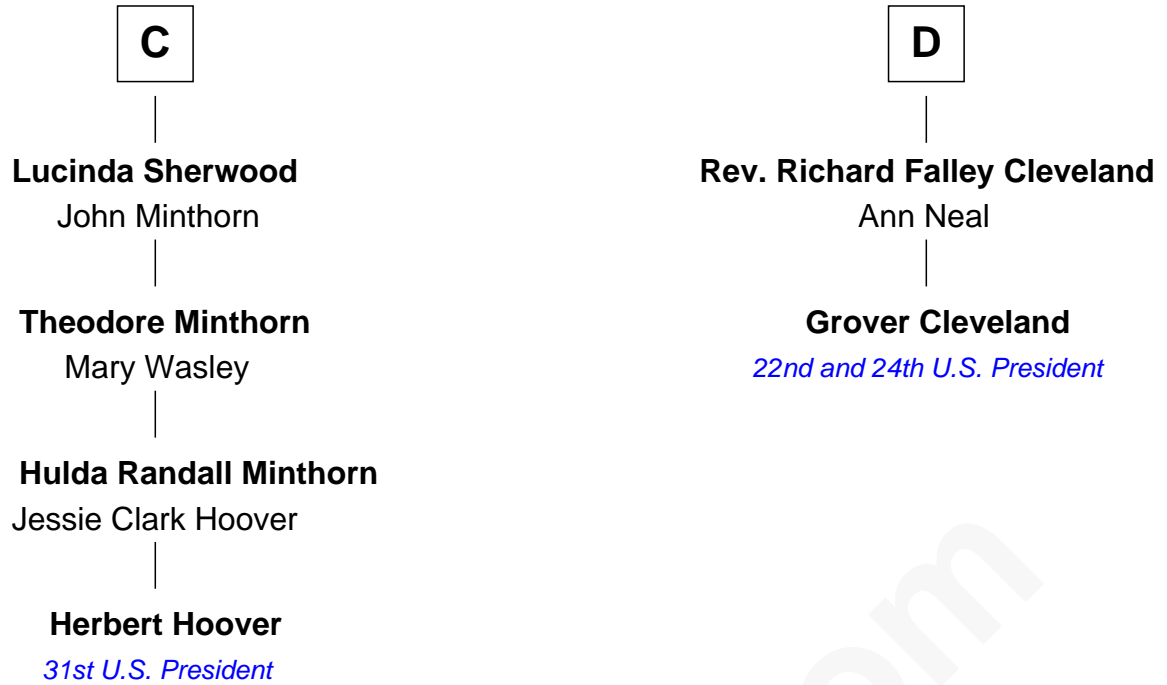 C
Lucinda Sherwood
John Minthorn
Theodore Minthorn
Mary Wasley
Hulda Randall Minthorn
Jessie Clark Hoover
Herbert Hoover
31st U.S. President
D
Rev. Richard Falley Cleveland
Ann Neal
Grover Cleveland
22nd and 24th U.S. President
om